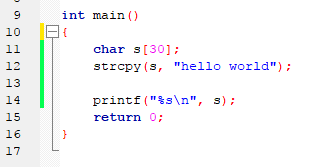 9 int main()
10 {
11 char s[30];
12 strcpy(s, "hello world");
13
14 printf("%s\n", s);
15 return 0;
16 }
17